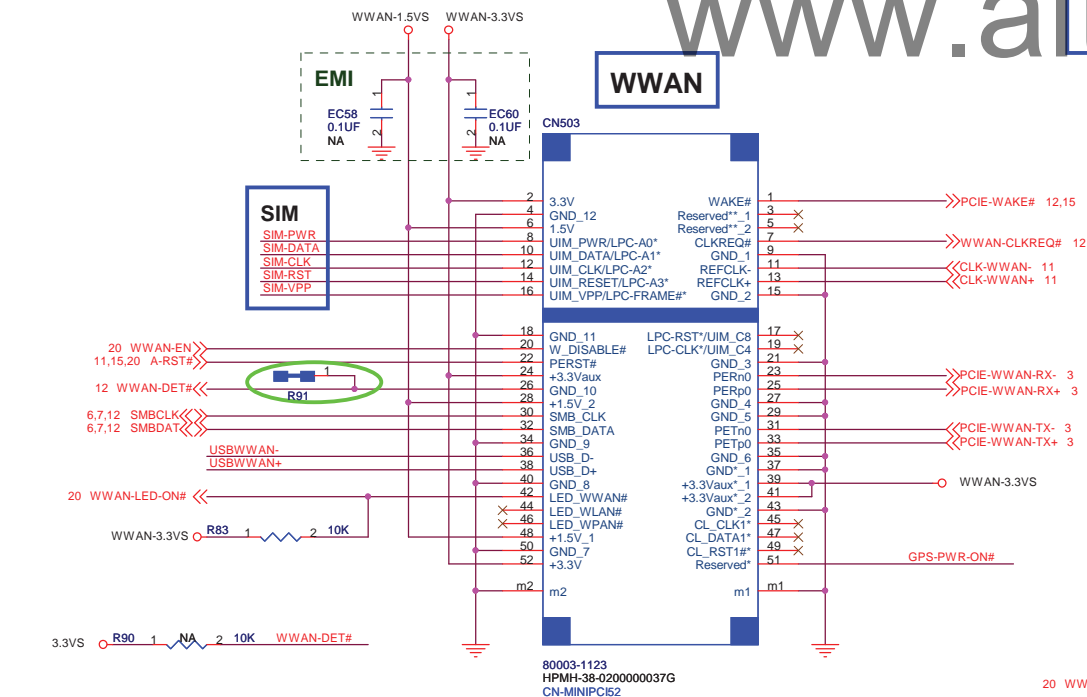 www.al
WWAN-1.5VS WWAN-3.3VS
EMI
1 1
EC58 0.1UF NA
2
EC60 0.1UF NA
2
WWAN
CN503
SIM
SIM-PWR
SIM-DATA
SIM-CLK
SIM-RST
SIM-VPP
2 3.3V
4 GND_12
6 1.5V
8 UIM_PWR/LPC-A0*
10 UIM_DATA/LPC-A1*
12 UIM_CLK/LPC-A2*
14 UIM_RESET/LPC-A3*
16 UIM_VPP/LPC-FRAME#*
WAKE# 1 PCIE-WAKE# 12,15
Reserved**_1 3
Reserved**_2 5
CLKREQ# 7 WWAN-CLKREQ# 12
GND_1 9
REFCLK- 11 CLK-WWAN- 11
REFCLK+ 13 CLK-WWAN+ 11
GND_2 15
18 GND_11
20 WWAN-EN 20 W_DISABLE#
11,15,20 A-RST# 22 PERST#
24 +3.3Vaux
1
R91
12 WWAN-DET# 26 GND_10
28 +1.5V_2
6,7,12 SMBCLK 30 SMB_CLK
6,7,12 SMBDAT 32 SMB_DATA
34 GND_9
USBWWAN- 36 USB_D-
USBWWAN+ 38 USB_D+
40 GND_8
20 WWAN-LED-ON# 42 LED_WWAN#
44 LED_WLAN#
46 LED_WPAN#
WWAN-3.3VS R83 1 2 10K
48 +1.5V_1
50 GND_7
52 +3.3V
m2 m2
LPC-RST*/UIM_C8 17
LPC-CLK*/UIM_C4 19
GND_3 21
PERn0 23 PCIE-WWAN-RX- 3
PERp0 25 PCIE-WWAN-RX+ 3
GND_4 27
GND_5 29
PETn0 31 PCIE-WWAN-TX- 3
PETp0 33 PCIE-WWAN-TX+ 3
GND_6 35
GND*_1 37
+3.3Vaux*_1 39 WWAN-3.3VS
+3.3Vaux*_2 41
GND*_2 43
CL_CLK1* 45
CL_DATA1* 47
CL_RST1#* 49
Reserved* 51 GPS-PWR-ON#
m1 m1
3.3VS R90 1 NA 2 10K WWAN-DET#
80003-1123
HPMH-38-0200000037G
CN-MINIPCI52
20 WW